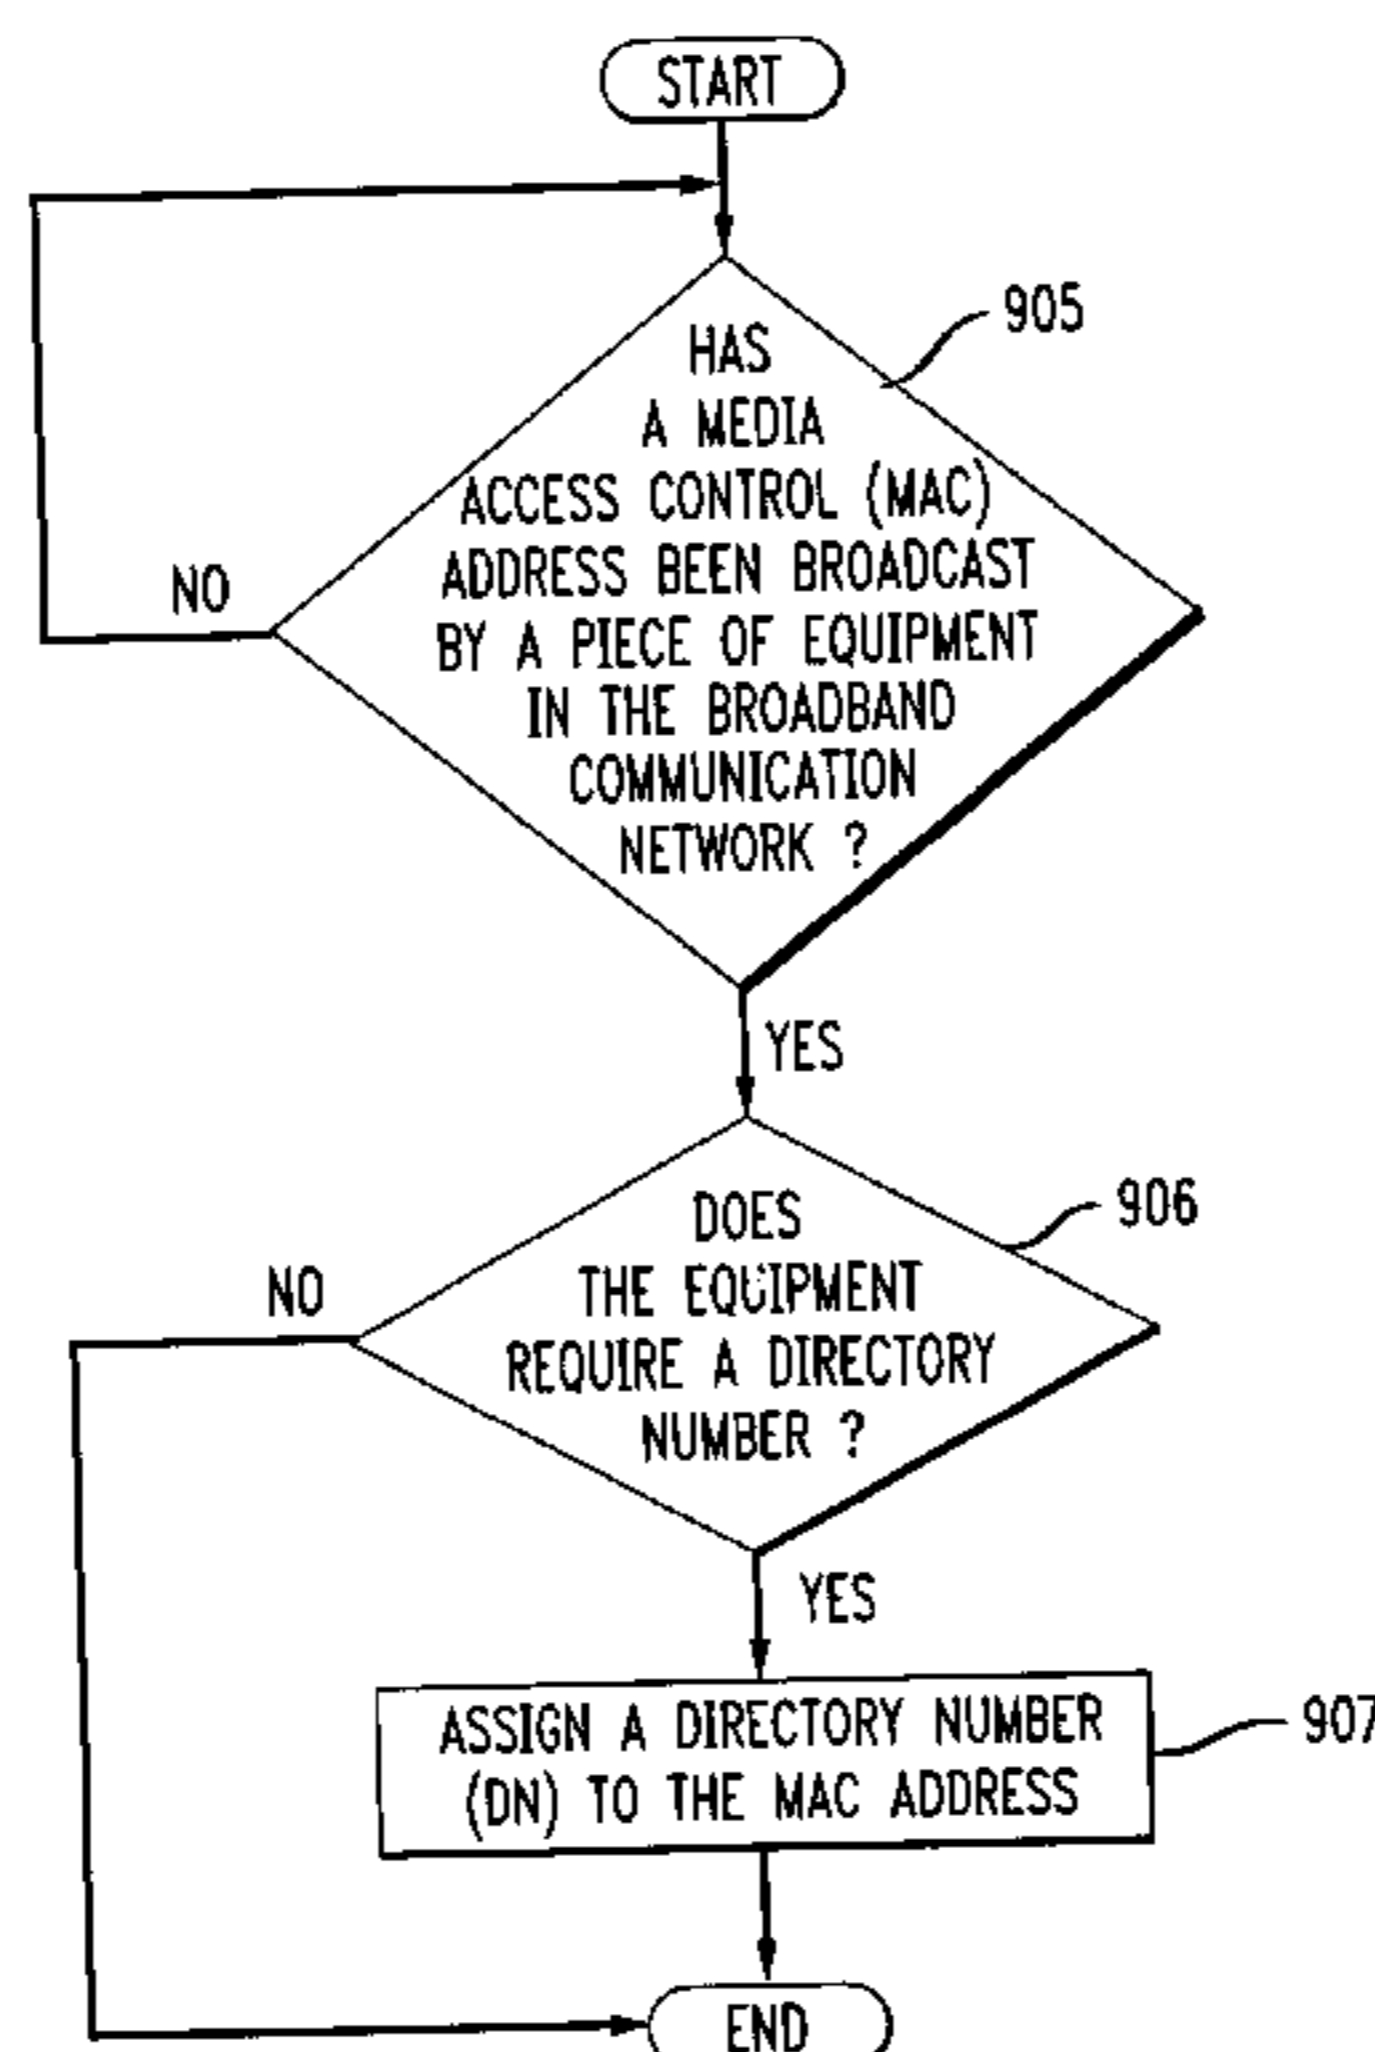 START
905
HAS
A MEDIA
ACCESS CONTROL (MAC)
ADDRESS BEEN BROADCAST
BY A PIECE OF EQUIPMENT
IN THE BROADBAND
COMMUNICATION
NETWORK ?
NO
YES
906
DOES
THE EQUIPMENT
REQUIRE A DIRECTORY
NUMBER ?
NO
YES
ASSIGN A DIRECTORY NUMBER
(DN) TO THE MAC ADDRESS
907
END